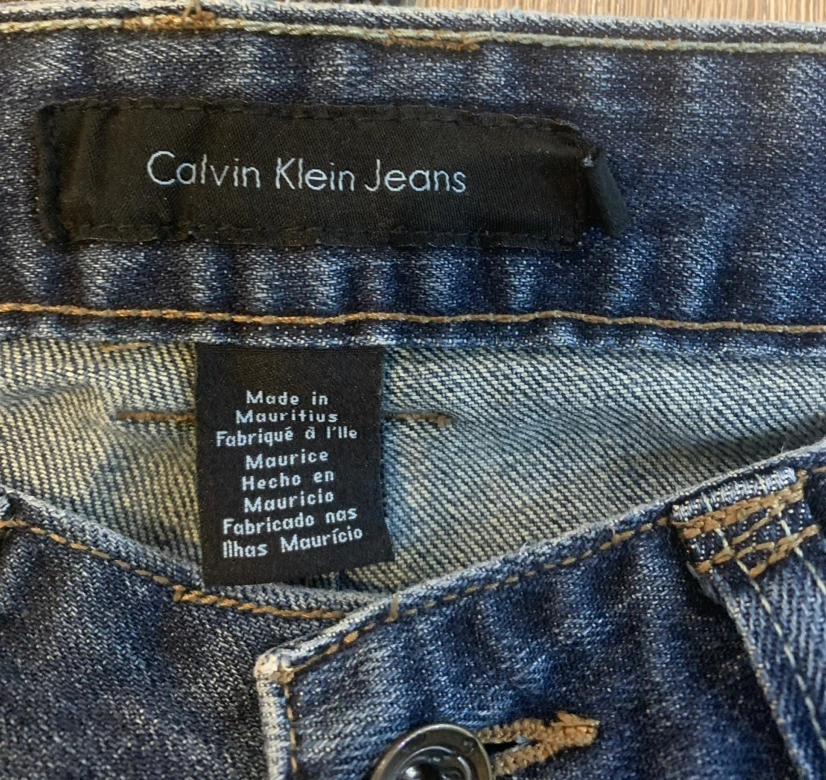 Calvin Klein Jeans
Made in
Mauritius
Fabriqué à l'Ile
Maurice
Hecho en
Mauricio
Fabricado nas
Ilhas Maurício